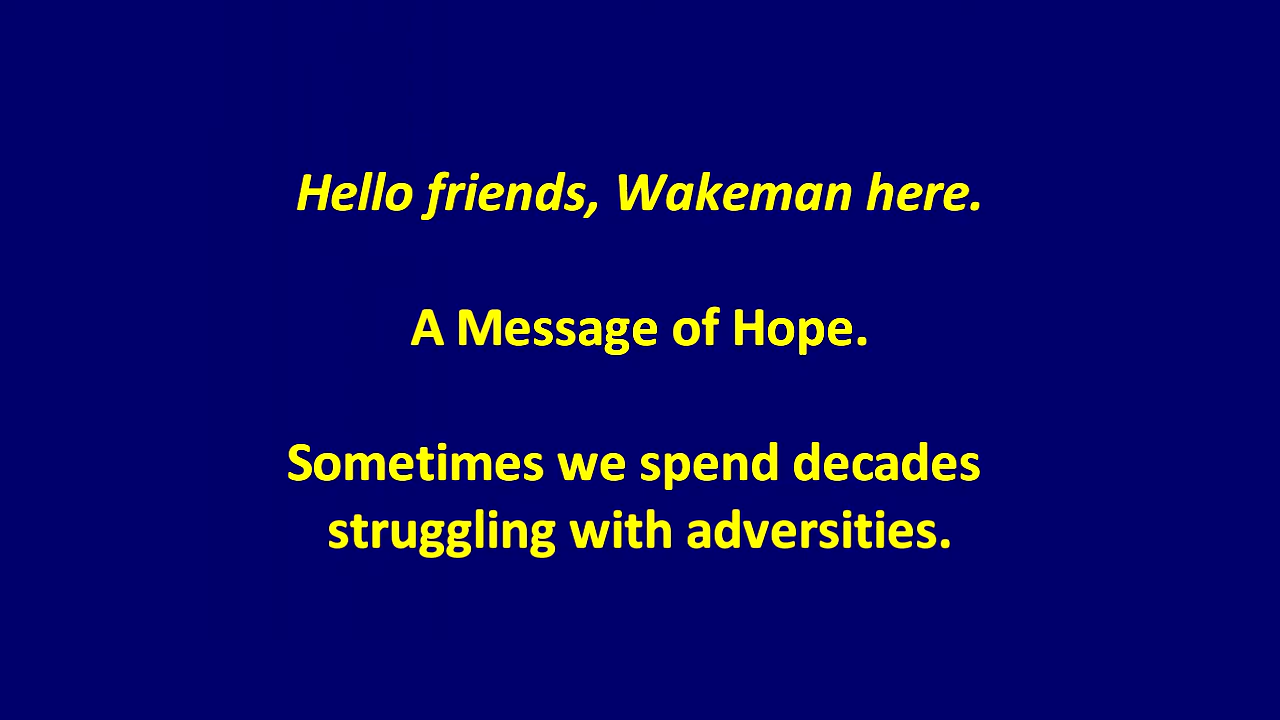 Hello friends, Wakeman here.
A Message of Hope.
Sometimes we spend decades
struggling with adversities.